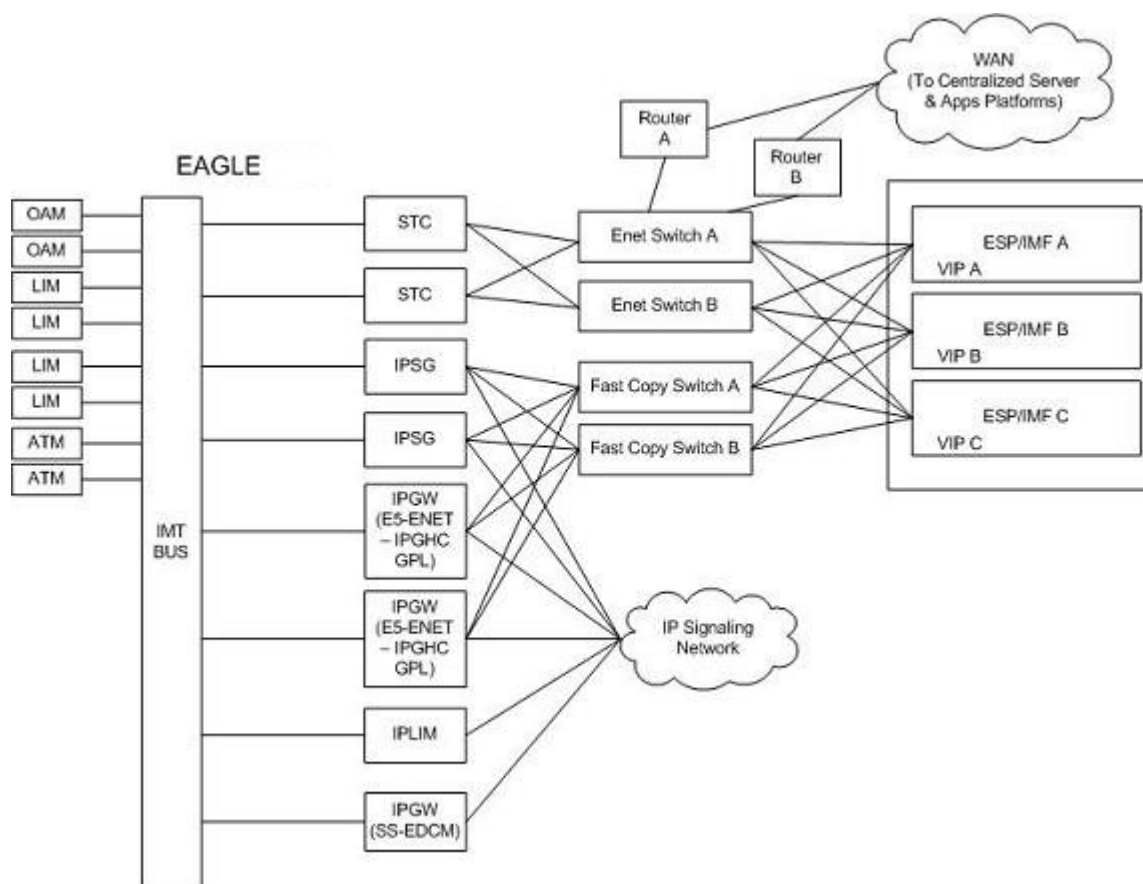 WAN
(To Centralized Server
& Apps Platforms)
Router
A
Router
B
EAGLE
OAM
OAM
LIM
LIM
LIM
LIM
ATM
ATM
IMT
BUS
STC
STC
IPSG
IPSG
IPGW
(E5-ENET
– IPGHC
GPL)
IPGW
(E5-ENET
– IPGHC
GPL)
IPLIM
IPGW
(SS-EDCM)
Enet Switch A
Enet Switch B
Fast Copy Switch A
Fast Copy Switch B
IP Signaling
Network
ESP/IMF A
VIP A
ESP/IMF B
VIP B
ESP/IMF C
VIP C